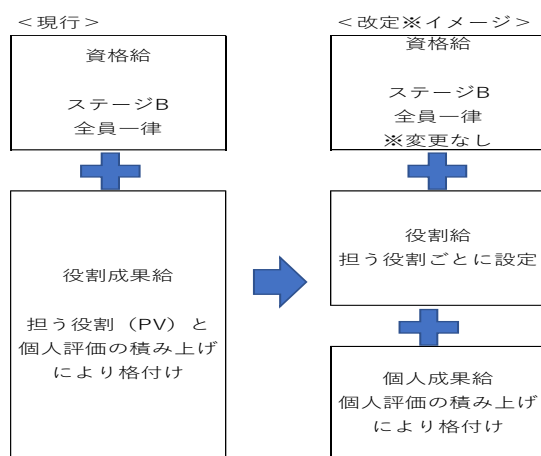 ＜現行＞
資格給
ステージB
全員一律
役割成果給
担う役割（PV）と
個人評価の積み上げ
により格付け
＜改定※イメージ＞
資格給
ステージB
全員一律
※変更なし
役割給
担う役割ごとに設定
個人成果給
個人評価の積み上げ
により格付け